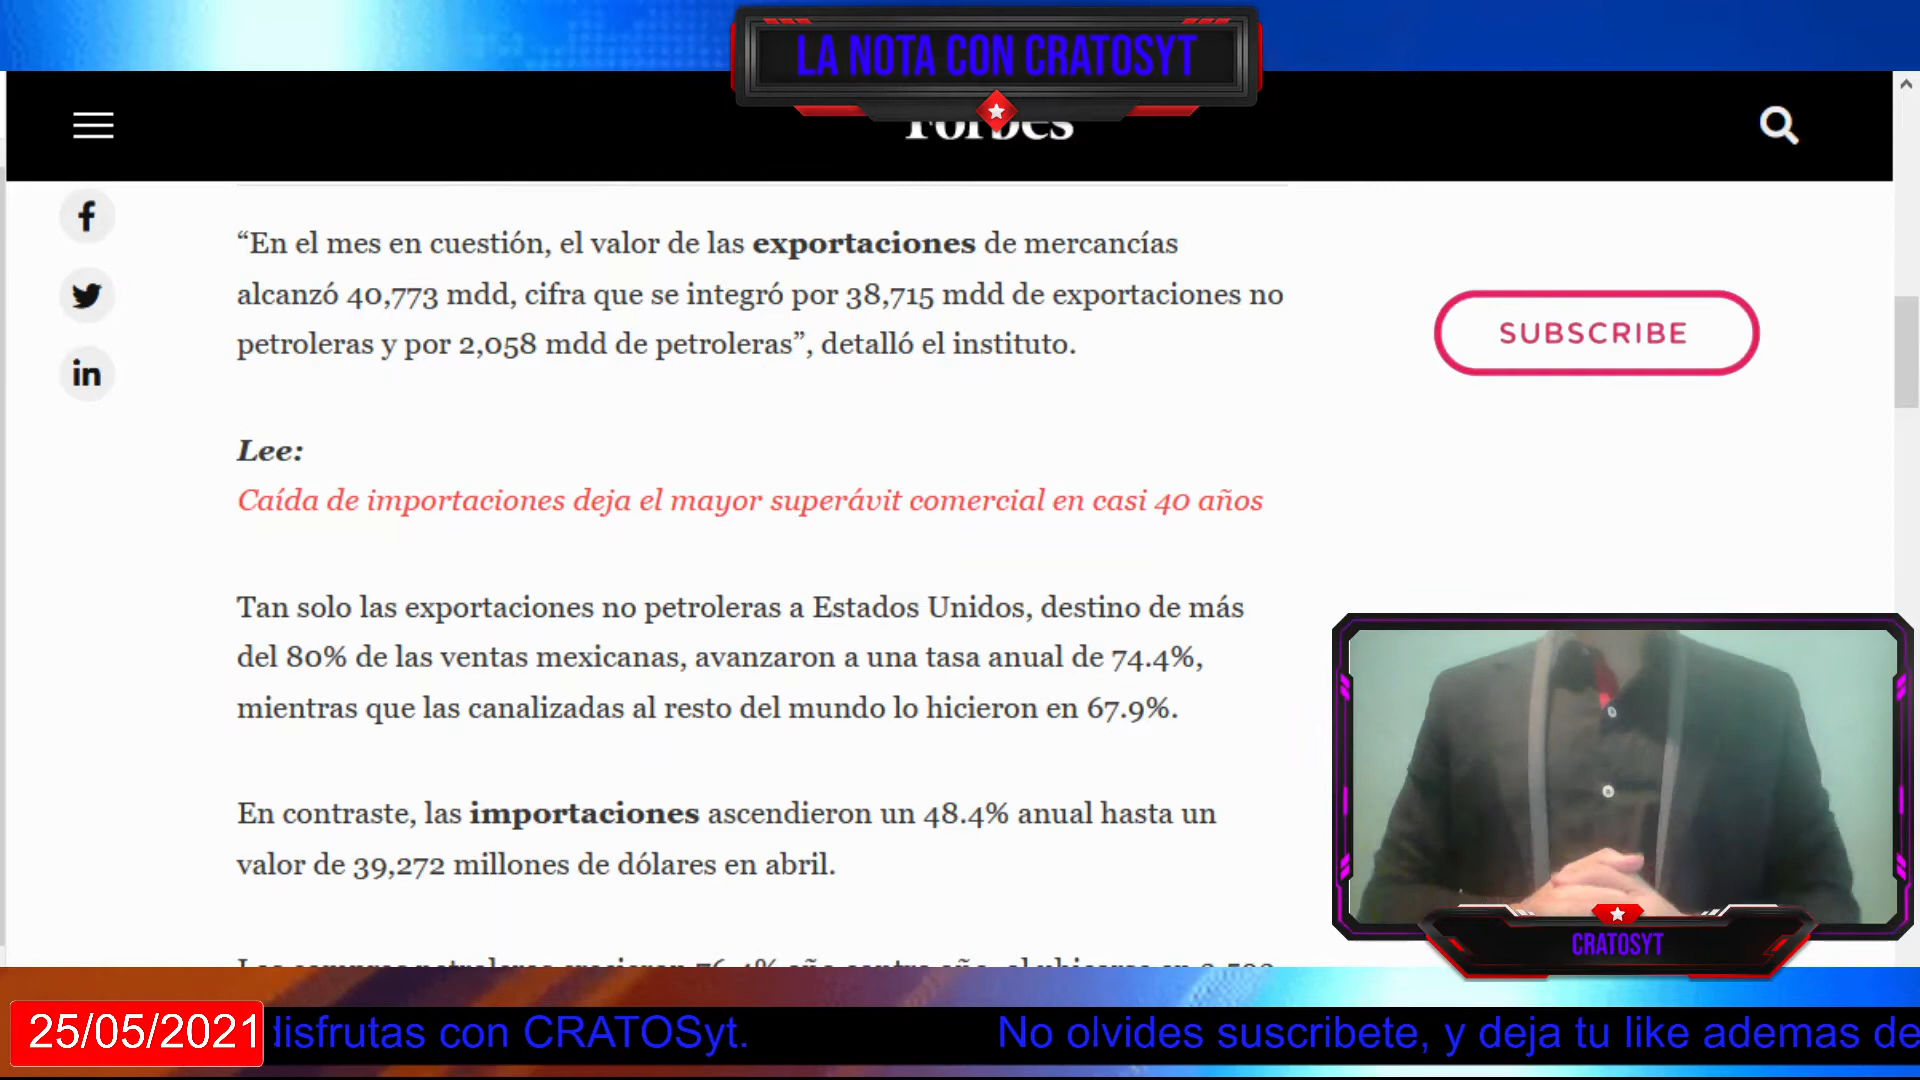 LA NOTA CON CRATOSYT
Forbes
“En el mes en cuestión, el valor de las exportaciones de mercancías
alcanzó 40,773 mdd, cifra que se integró por 38,715 mdd de exportaciones no
petroleras y por 2,058 mdd de petroleras”, detalló el instituto.
SUBSCRIBE
Lee:
Caída de importaciones deja el mayor superávit comercial en casi 40 años
Tan solo las exportaciones no petroleras a Estados Unidos, destino de más
del 80% de las ventas mexicanas, avanzaron a una tasa anual de 74.4%,
mientras que las canalizadas al resto del mundo lo hicieron en 67.9%.
En contraste, las importaciones ascendieron un 48.4% anual hasta un
valor de 39,272 millones de dólares en abril.
CRATOSYT
25/05/2021
disfrutas con CRATOSyt.
No olvides suscribete, y deja tu like ademas de